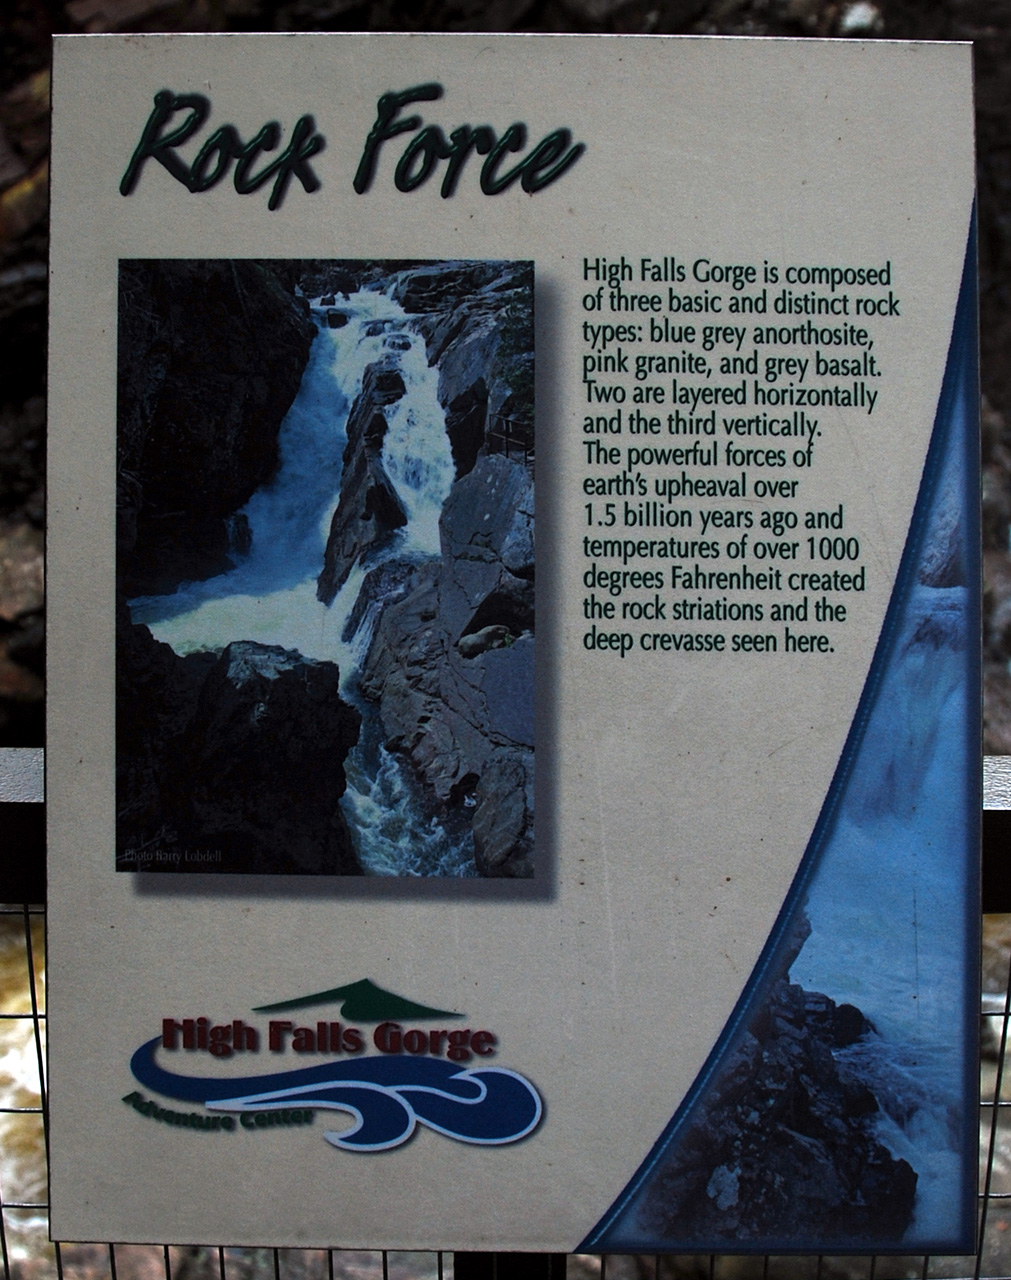 Rock Force
High Falls Gorge is composed
of three basic and distinct rock
types: blue grey anorthosite,
pink granite, and grey basalt.
Two are layered horizontally
and the third vertically.
The powerful forces of
earth's upheaval over
1.5 billion years ago and
temperatures of over 1000
degrees Fahrenheit created
the rock striations and the
deep crevasse seen here.
Photo Harry Lobdell
High Falls Gorge
Adventure Center